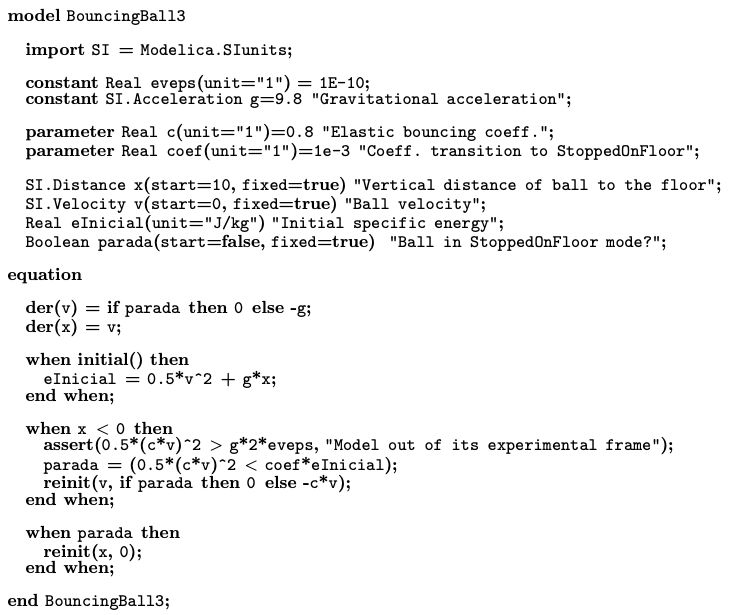 model BouncingBall3
import SI = Modelica.SIunits;
constant Real eveps(unit="1") = 1E-10;
constant SI.Acceleration g=9.8 "Gravitational acceleration";
parameter Real c(unit="1")=0.8 "Elastic bouncing coeff.";
parameter Real coef(unit="1")=1e-3 "Coeff. transition to StoppedOnFloor";
SI.Distance x(start=10, fixed=true) "Vertical distance of ball to the floor";
SI.Velocity v(start=0, fixed=true) "Ball velocity";
Real eInicial(unit="J/kg") "Initial specific energy";
Boolean parada(start=false, fixed=true) "Ball in StoppedOnFloor mode?";
equation
der(v) = if parada then 0 else -g;
der(x) = v;
when initial() then
eInicial = 0.5*v^2 + g*x;
end when;
when x < 0 then
assert(0.5*(c*v)^2 > g*2*eveps, "Model out of its experimental frame");
parada = (0.5*(c*v)^2 < coef*eInicial);
reinit(v, if parada then 0 else -c*v);
end when;
when parada then
reinit(x, 0);
end when;
end BouncingBall3;